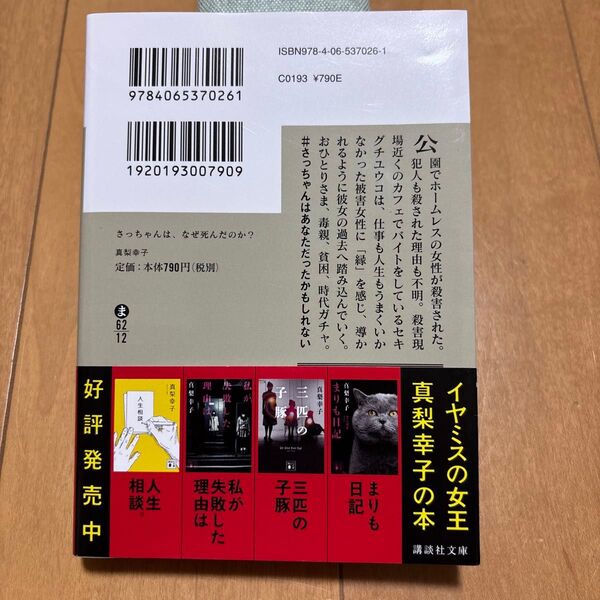 ISBN978-4-06-537026-1
C0193 ¥790E
9784065370261
1920193007909
公園でホームレスの女性が殺害された。
犯人も殺された理由も不明。殺害現
場近くのカフェでバイトをしているセキ
グチユウコは、仕事も人生もうまくいか
なかった被害女性に「縁」を感じ、導か
れるように彼女の過去へ踏み込んでいく。
おひとりさま、毒親、貧困、時代ガチャ。
#さっちゃんはあなただったかもしれない
さっちゃんは、なぜ死んだのか?
真梨幸子
定価:本体790円(税別)
ま
62
12
イヤミスの女王
真梨幸子の本
講談社文庫
まりも日記
真梨幸子
まりも
日記
三匹の
子豚
三匹の
子豚
私が
失敗した
理由は
真梨幸子
私が
失敗した
理由は
真梨幸子
人生相談
人生
相談。
好評発売中